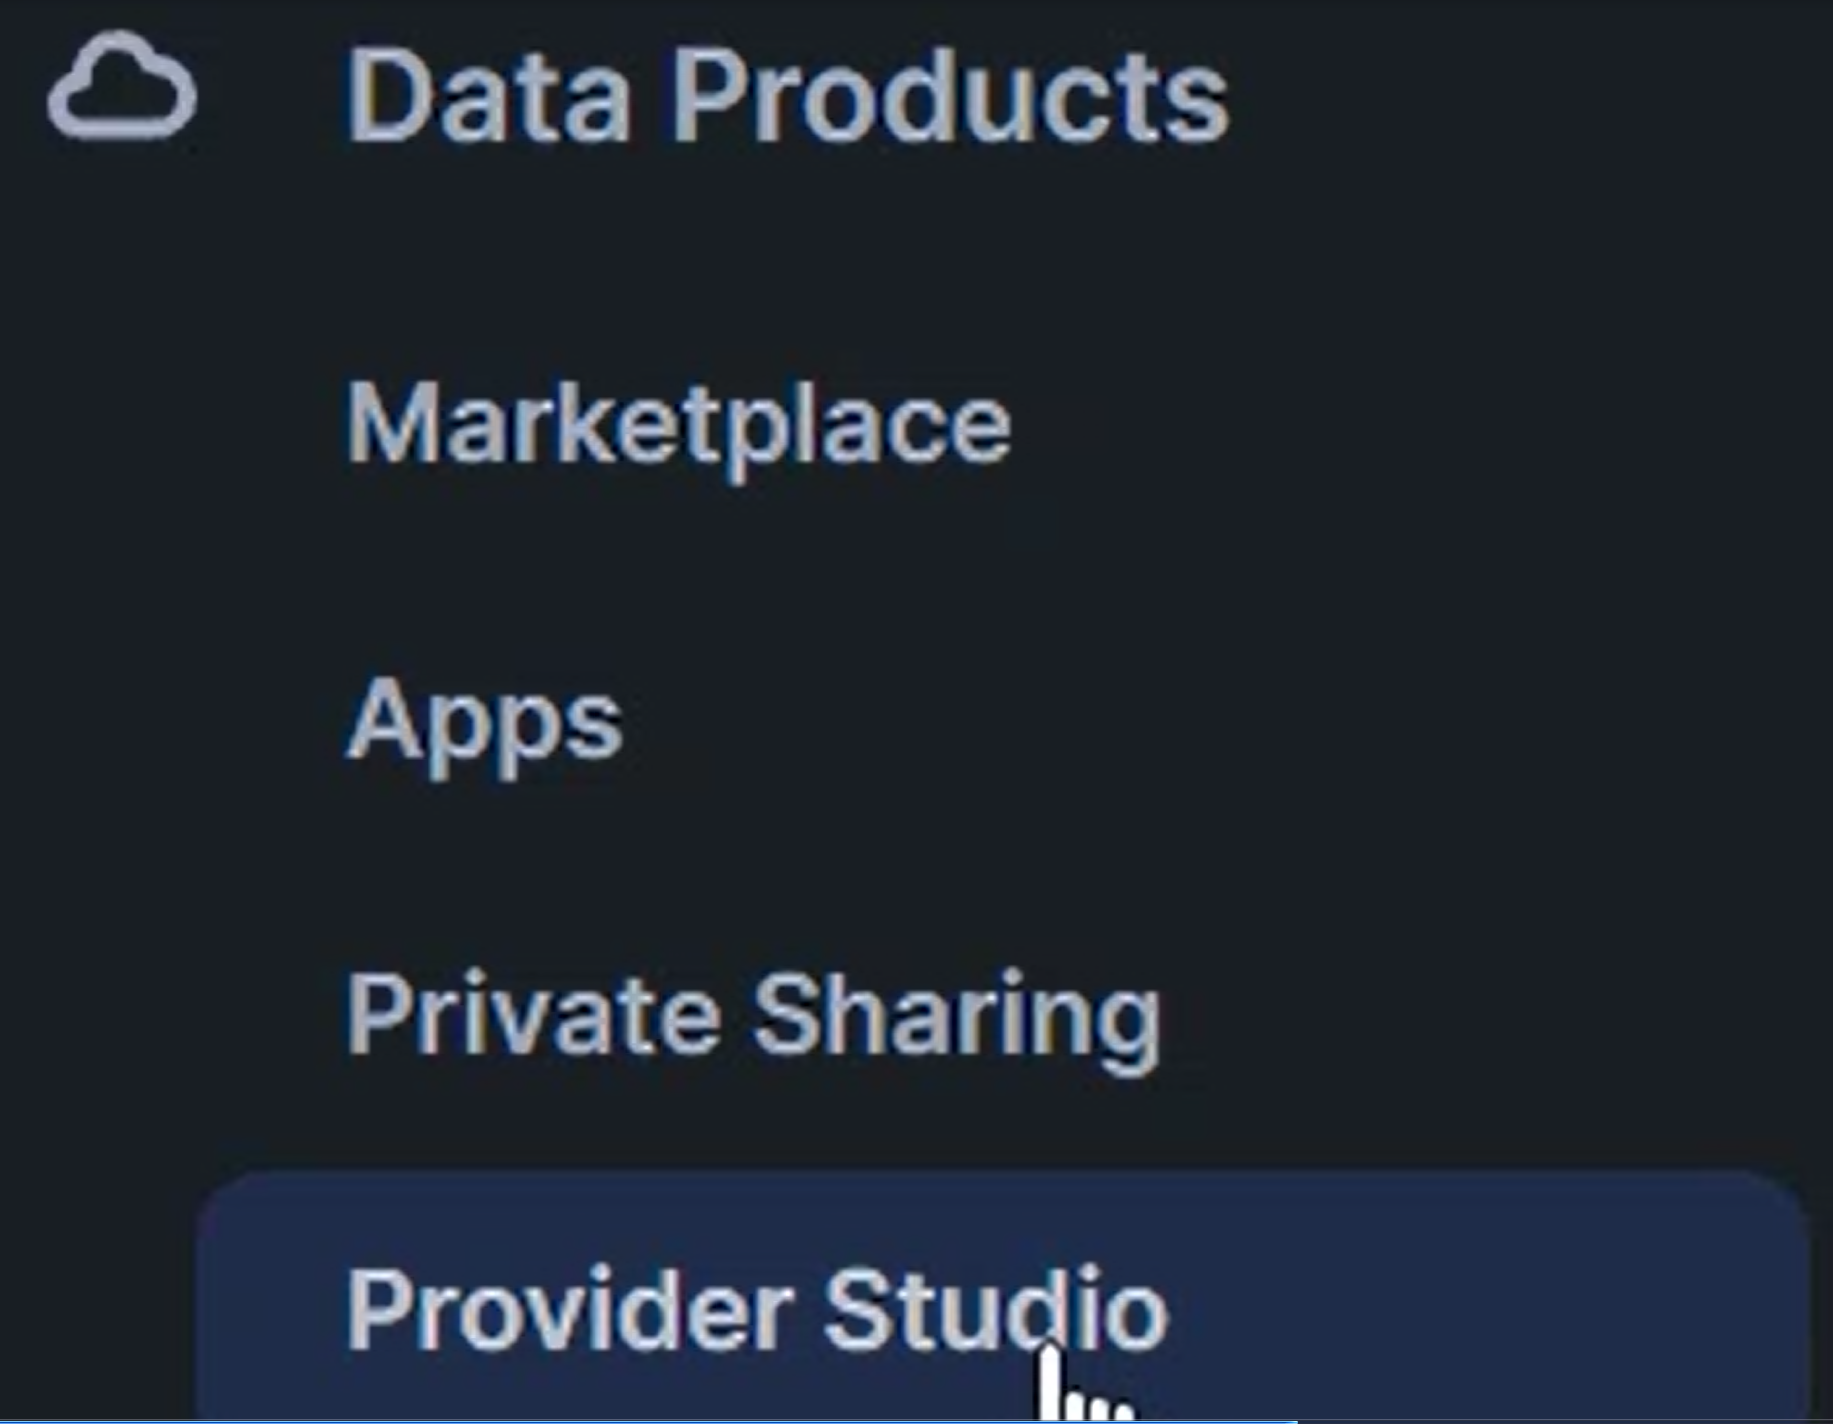 Data Products
Marketplace
Apps
Private Sharing
Provider Studio